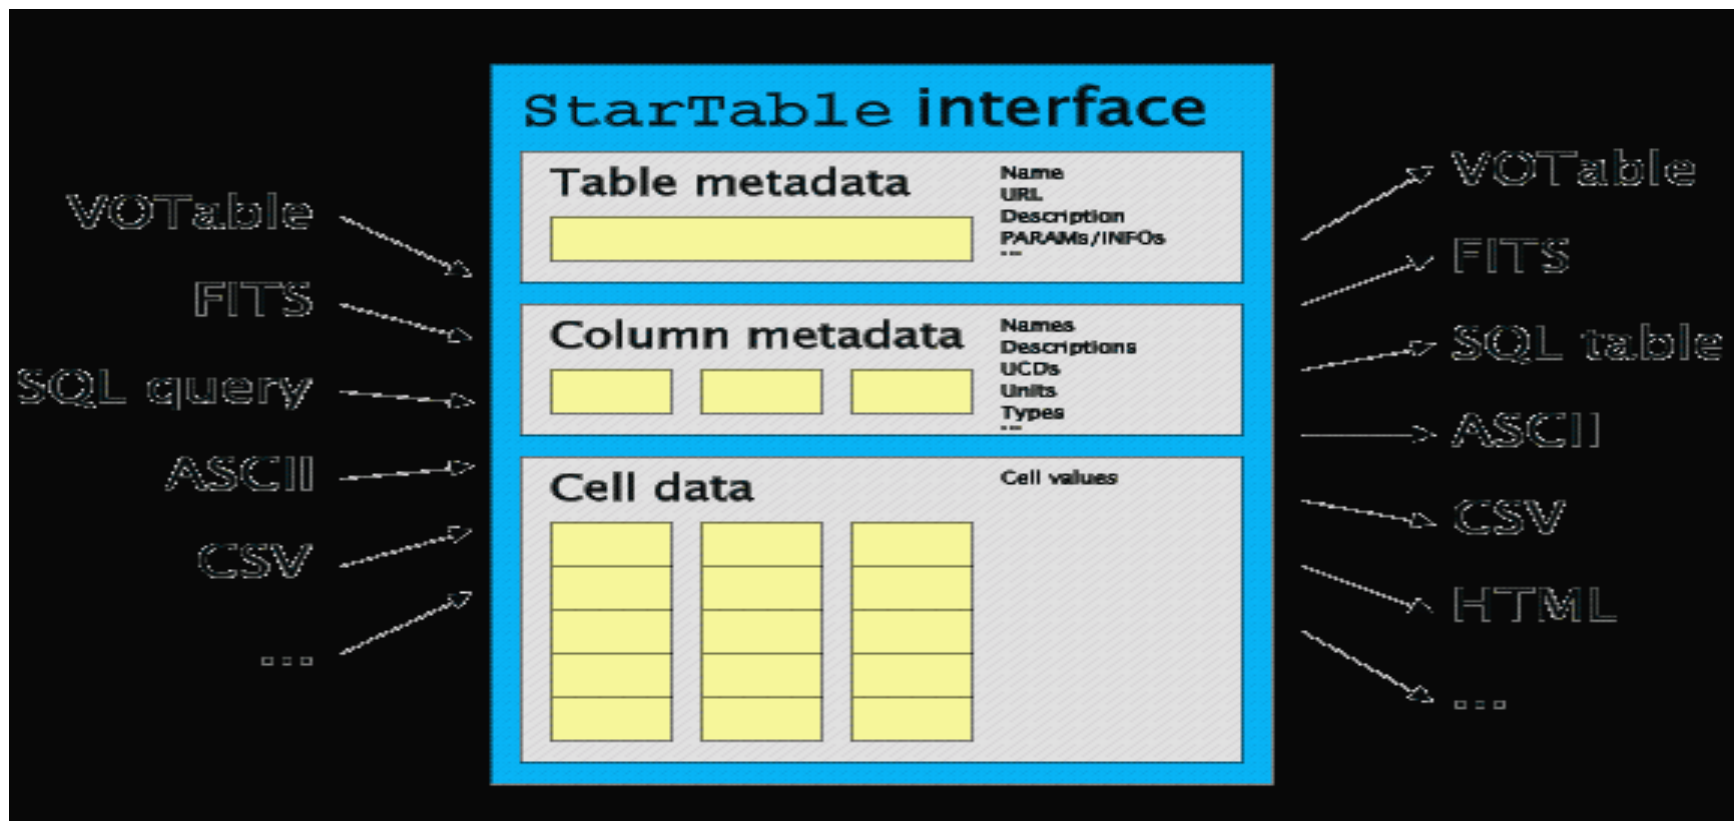 StarTable interface
VOTable
FITS
SQL query
ASCII
CSV
...
Table metadata
Name
URL
Description
PARAMs/INFOs
...
Column metadata
Names
Descriptions
UCDs
Units
Types
...
Cell data
Cell values
VOTable
FITS
SQL table
ASCII
CSV
HTML
...